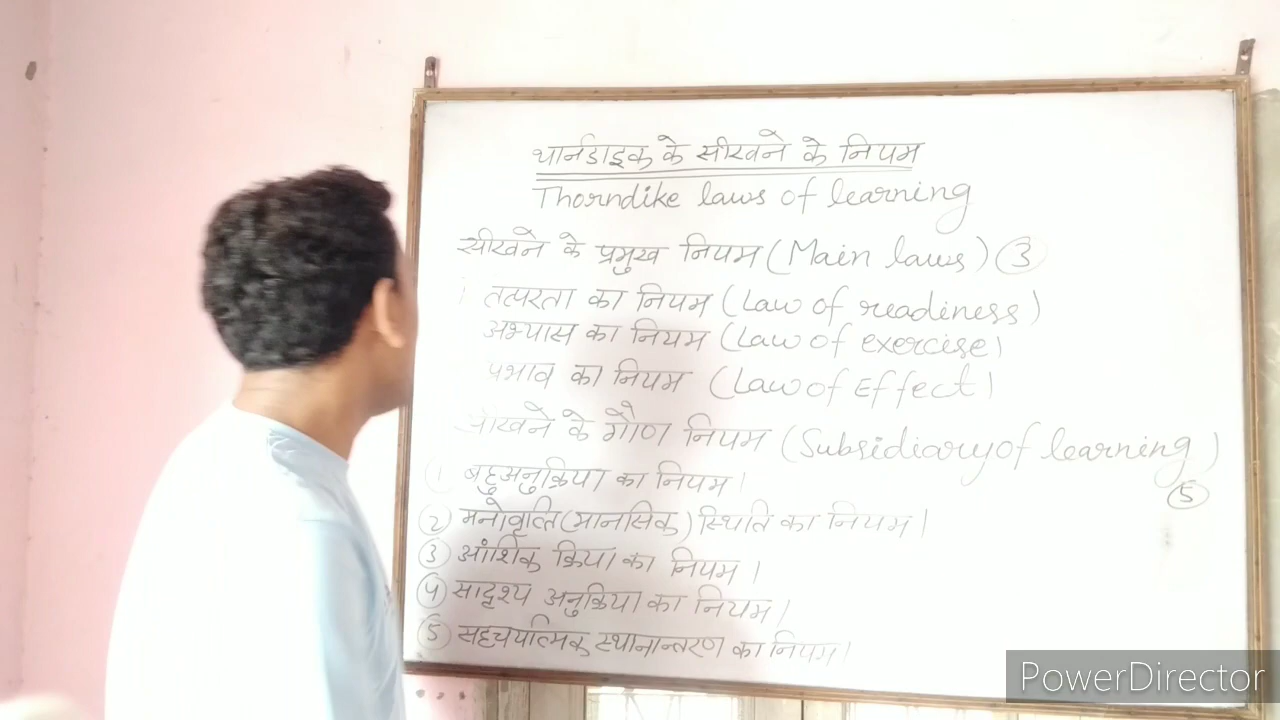 थार्नडाइक के सीखने के नियम
Thorndike laws of learning
सीखने के प्रमुख नियम (Main laws) (3)
तत्परता का नियम (Law of readiness)
अभ्यास का नियम (Law of exercise)
प्रभाव का नियम (Law of Effect)
सीखने के गौण नियम (Subsidiary of learning)
(5)
(1) बहुअनुक्रिया का नियम।
(2) मनोवृत्ति (मानसिक) स्थिति का नियम।
(3) आंशिक क्रिया का नियम।
(4) सादृश्य अनुक्रिया का नियम।
(5) सहचर्यात्मिक स्थानान्तरण का नियम।
PowerDirector